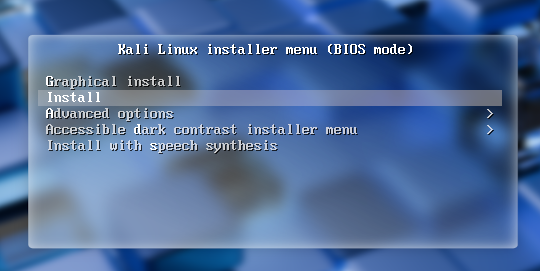 Kali Linux installer menu (BIOS mode)
Graphical install
Install
Advanced options >
Accessible dark contrast installer menu >
Install with speech synthesis